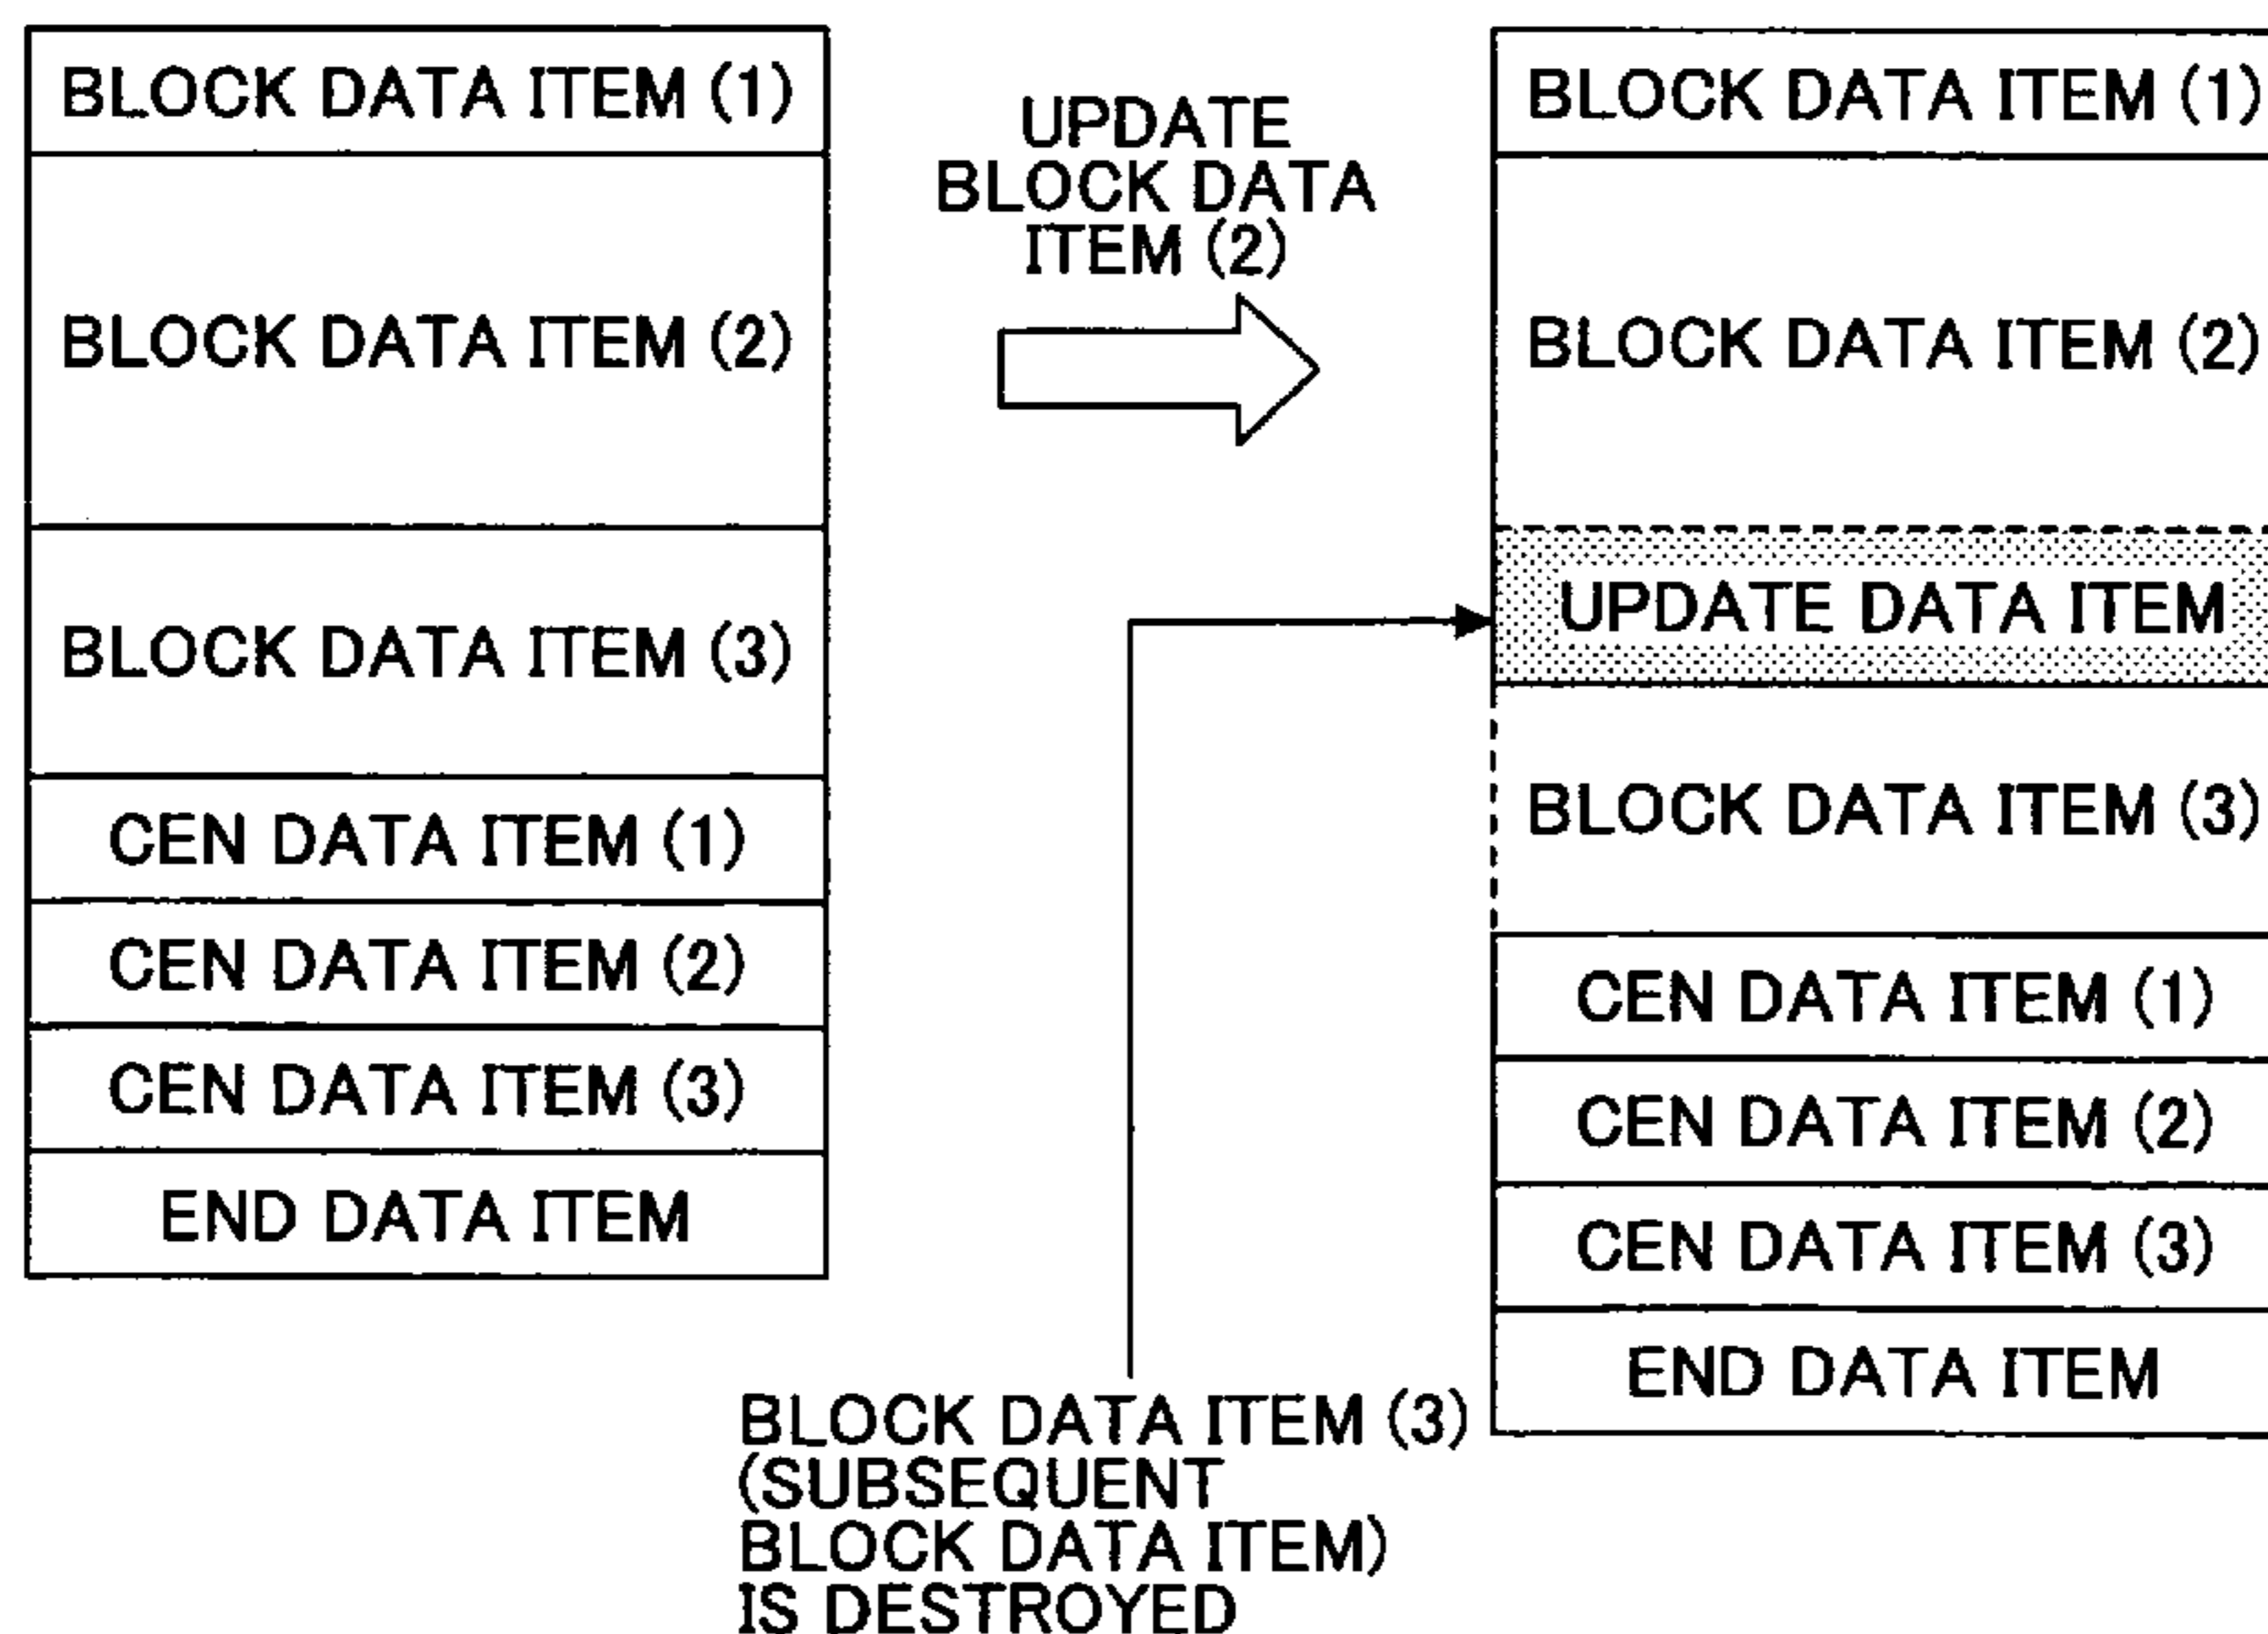 BLOCK DATA ITEM (1)
BLOCK DATA ITEM (2)
BLOCK DATA ITEM (3)
CEN DATA ITEM (1)
CEN DATA ITEM (2)
CEN DATA ITEM (3)
END DATA ITEM
UPDATE
BLOCK DATA
ITEM (2)
BLOCK DATA ITEM (3)
(SUBSEQUENT
BLOCK DATA ITEM)
IS DESTROYED
BLOCK DATA ITEM (1)
BLOCK DATA ITEM (2)
UPDATE DATA ITEM
BLOCK DATA ITEM (3)
CEN DATA ITEM (1)
CEN DATA ITEM (2)
CEN DATA ITEM (3)
END DATA ITEM